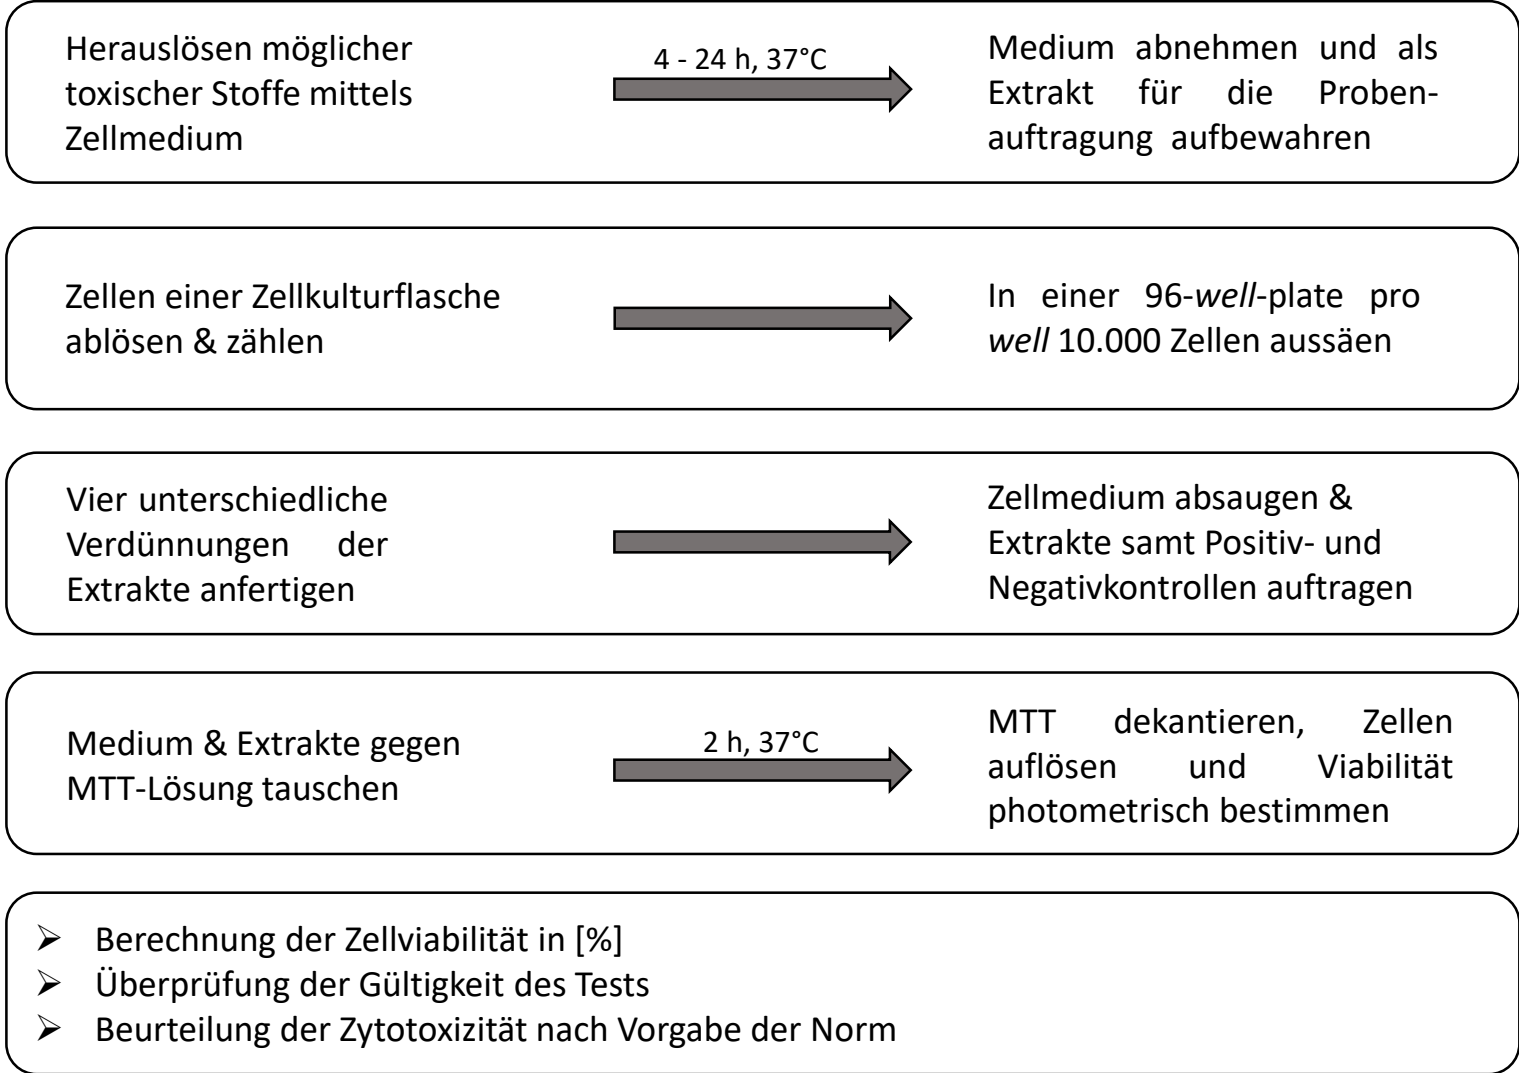 Herauslösen möglicher
toxischer Stoffe mittels
Zellmedium
4 - 24 h, 37°C
Medium abnehmen und als
Extrakt für die Proben-
auftragung aufbewahren
Zellen einer Zellkulturflasche
ablösen & zählen
In einer 96-well-plate pro
well 10.000 Zellen aussäen
Vier unterschiedliche
Verdünnungen der
Extrakte anfertigen
Zellmedium absaugen &
Extrakte samt Positiv- und
Negativkontrollen auftragen
Medium & Extrakte gegen
MTT-Lösung tauschen
2 h, 37°C
MTT dekantieren, Zellen
auflösen und Viabilität
photometrisch bestimmen
➢ Berechnung der Zellviabilität in [%]
➢ Überprüfung der Gültigkeit des Tests
➢ Beurteilung der Zytotoxizität nach Vorgabe der Norm